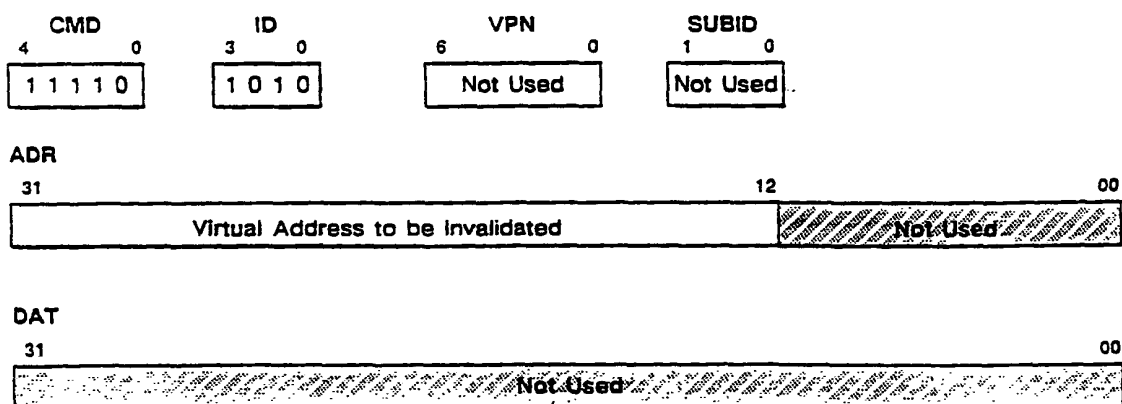 CMD ID VPN SUBID
4 0 3 0 6 0 1 0
1 1 1 1 0 1 0 1 0 Not Used Not Used
ADR
31 12 00
Virtual Address to be Invalidated Not Used
DAT
31 00
Not Used